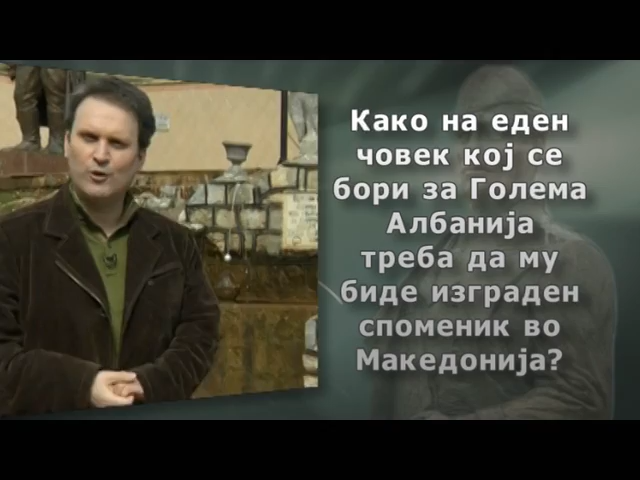 Како на еден
човек кој се
бори за Голема
Албанија
треба да му
биде изграден
споменик во
Македонија?